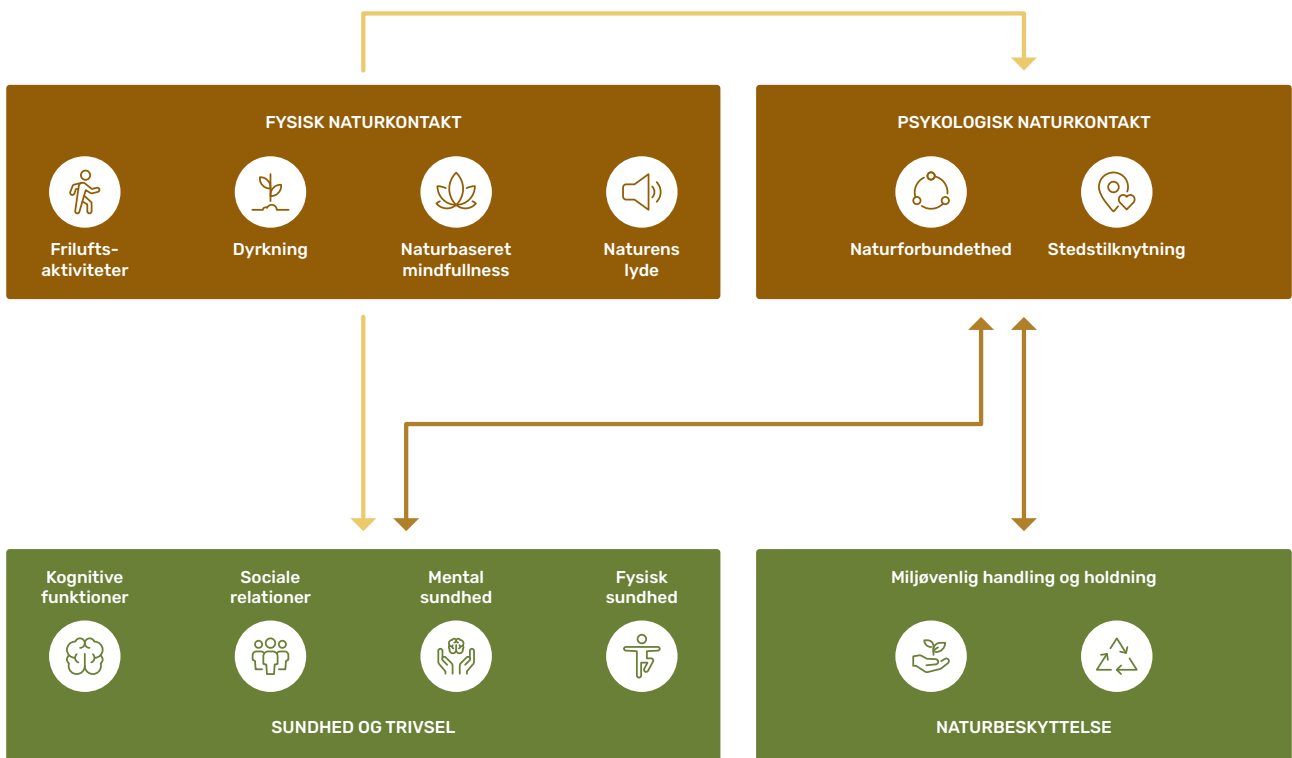 FYSISK NATURKONTAKT
Frilufts-
aktiviteter
Dyrkning
Naturbaseret
mindfullness
Naturens
lyde
PSYKOLOGISK NATURKONTAKT
Naturforbundethed
Stedstilknytning
Kognitive
funktioner
Sociale
relationer
Mental
sundhed
Fysisk
sundhed
SUNDHED OG TRIVSEL
Miljøvenlig handling og holdning
NATURBESKYTTELSE